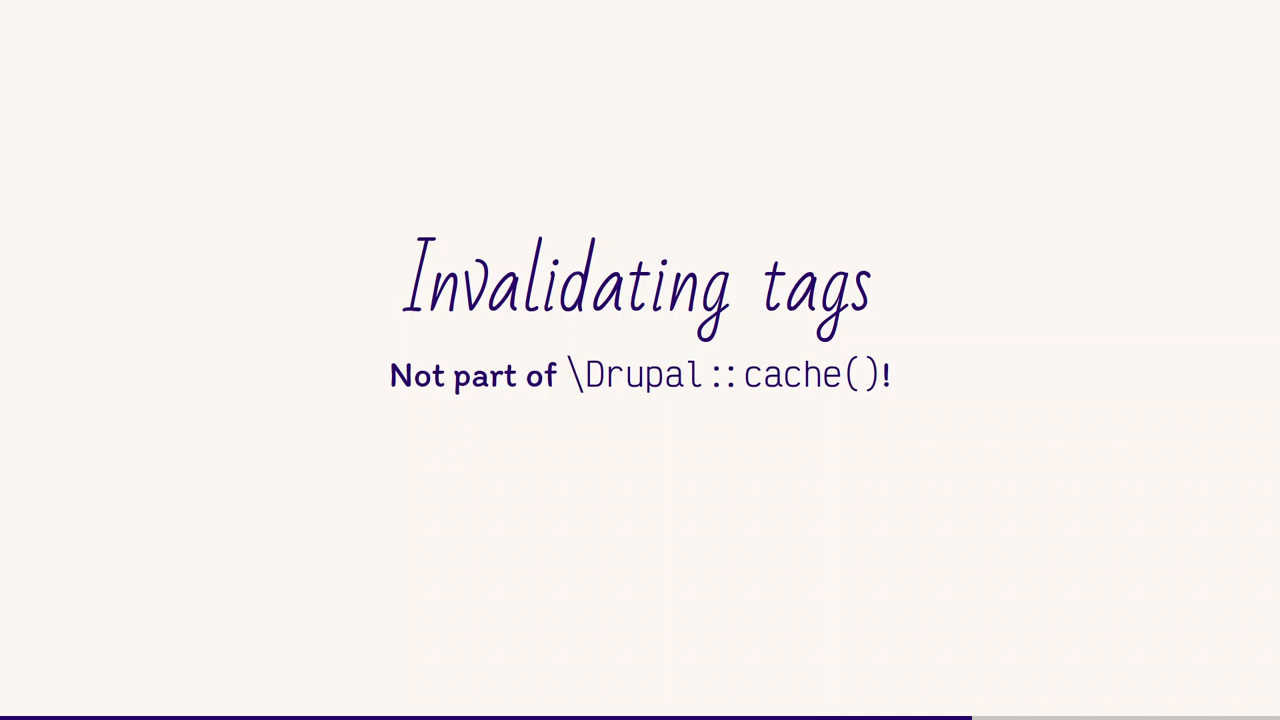 Invalidating tags
Not part of \Drupal::cache()!